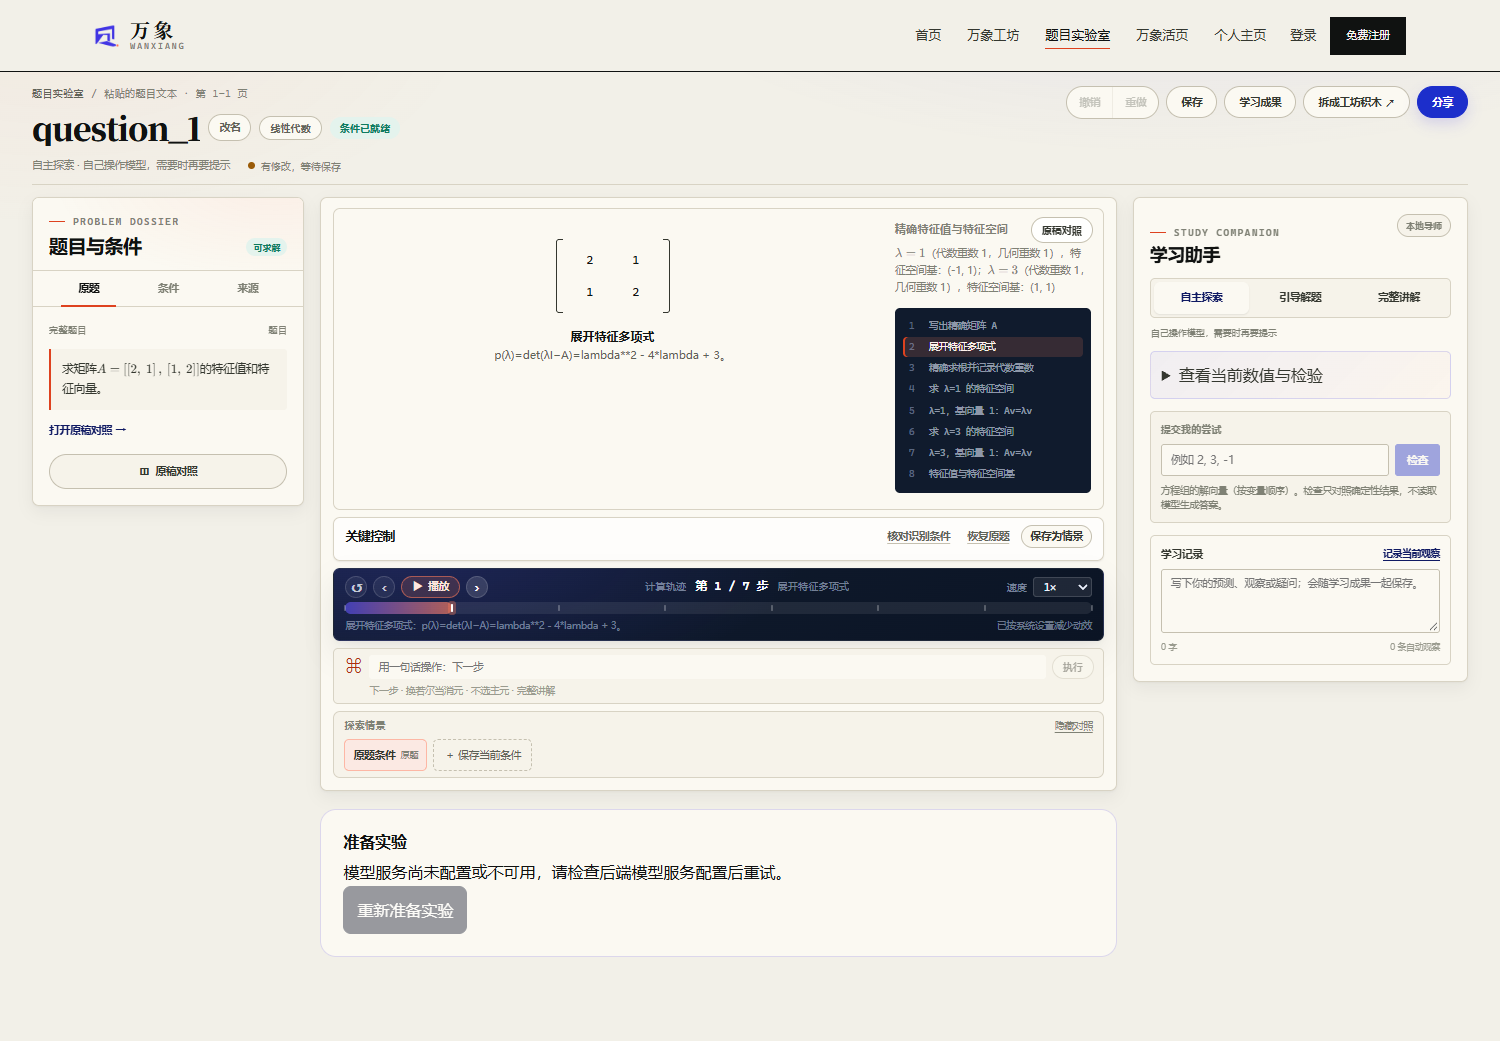 万象
WANXIANG
首页
万象工坊
题目实验室
万象活页
个人主页
登录
免费注册
题目实验室 / 粘贴的题目文本 · 第 1–1 页
question_1
改名
线性代数
条件已就绪
撤销
重做
保存
学习成果
拆成工坊积木 ↗
分享
自主探索 · 自己操作模型，需要时再要提示
有修改，等待保存
PROBLEM DOSSIER
题目与条件
可求解
原题
条件
来源
完整题目
题目
求矩阵A = [[2, 1], [1, 2]]的特征值和特
征向量。
打开原稿对照 →
原稿对照
2 1
1 2
展开特征多项式
p(λ)=det(λI−A)=lambda**2 - 4*lambda + 3。
精确特征值与特征空间
原稿对照
λ = 1（代数重数 1，几何重数 1），特
征空间基：(-1, 1)；λ = 3（代数重数 1，
几何重数 1），特征空间基：(1, 1)
1 写出精确矩阵 A
2 展开特征多项式
3 精确求根并记录代数重数
4 求 λ=1 的特征空间
5 λ=1，基向量 1：Av=λv
6 求 λ=3 的特征空间
7 λ=3，基向量 1：Av=λv
8 特征值与特征空间基
关键控制
核对识别条件
恢复原题
保存为情景
↺
‹
▶ 播放
›
计算轨迹 第 1 / 7 步 展开特征多项式
速度
1×
展开特征多项式：p(λ)=det(λI−A)=lambda**2 - 4*lambda + 3。
已按系统设置减少动效
⌘
用一句话操作：下一步
执行
下一步 · 换若尔当消元 · 不选主元 · 完整讲解
探索情景
隐藏对照
原题条件 原题
+ 保存当前条件
准备实验
模型服务尚未配置或不可用，请检查后端模型服务配置后重试。
重新准备实验
STUDY COMPANION
本地导师
学习助手
自主探索
引导解题
完整讲解
自己操作模型，需要时再要提示
▶ 查看当前数值与检验
提交我的尝试
例如 2, 3, -1
检查
方程组的解向量（按变量顺序）。检查只对照确定性结果，不读取
模型生成答案。
学习记录
记录当前观察
写下你的预测、观察或疑问；会随学习成果一起保存。
0 字
0 条自动观察